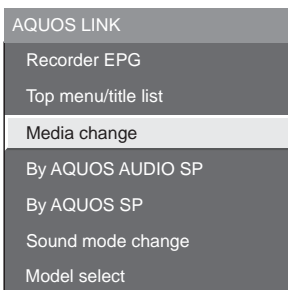 AQUOS LINK
Recorder EPG
Top menu/title list
Media change
By AQUOS AUDIO SP
By AQUOS SP
Sound mode change
Model select